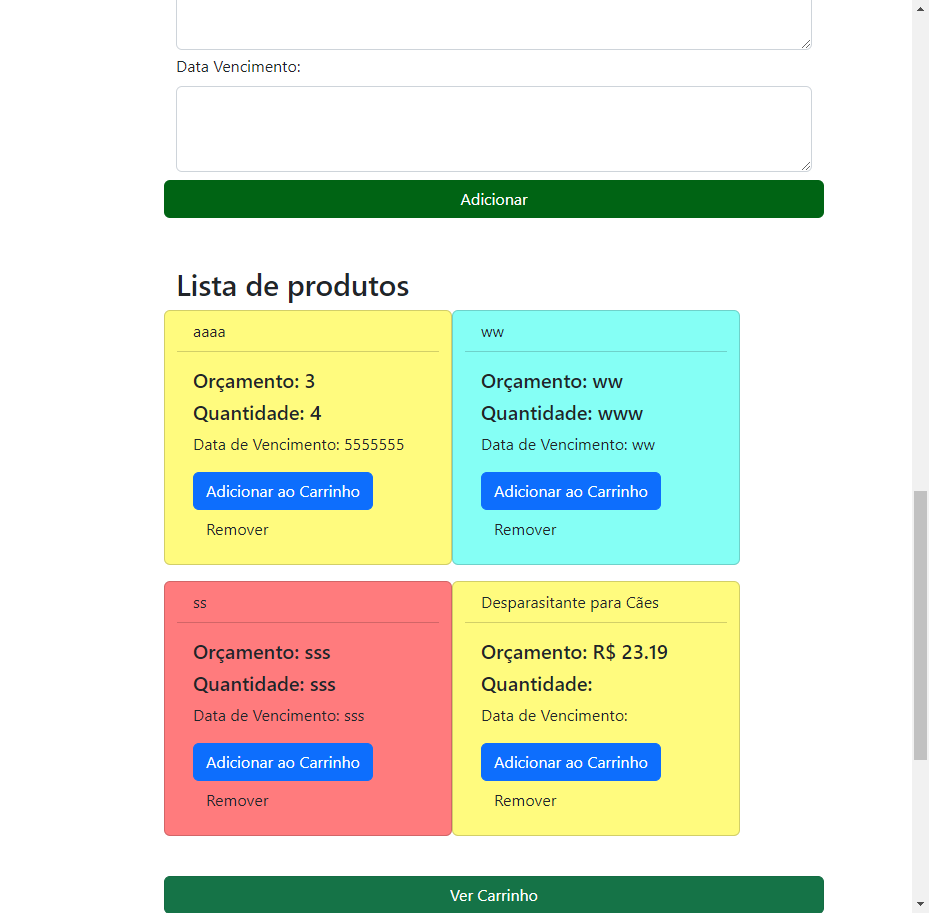 Data Vencimento:
Adicionar
Lista de produtos
aaaa
Orçamento: 3
Quantidade: 4
Data de Vencimento: 5555555
Adicionar ao Carrinho
Remover
ww
Orçamento: ww
Quantidade: www
Data de Vencimento: ww
Adicionar ao Carrinho
Remover
ss
Orçamento: sss
Quantidade: sss
Data de Vencimento: sss
Adicionar ao Carrinho
Remover
Desparasitante para Cães
Orçamento: R$ 23.19
Quantidade:
Data de Vencimento:
Adicionar ao Carrinho
Remover
Ver Carrinho